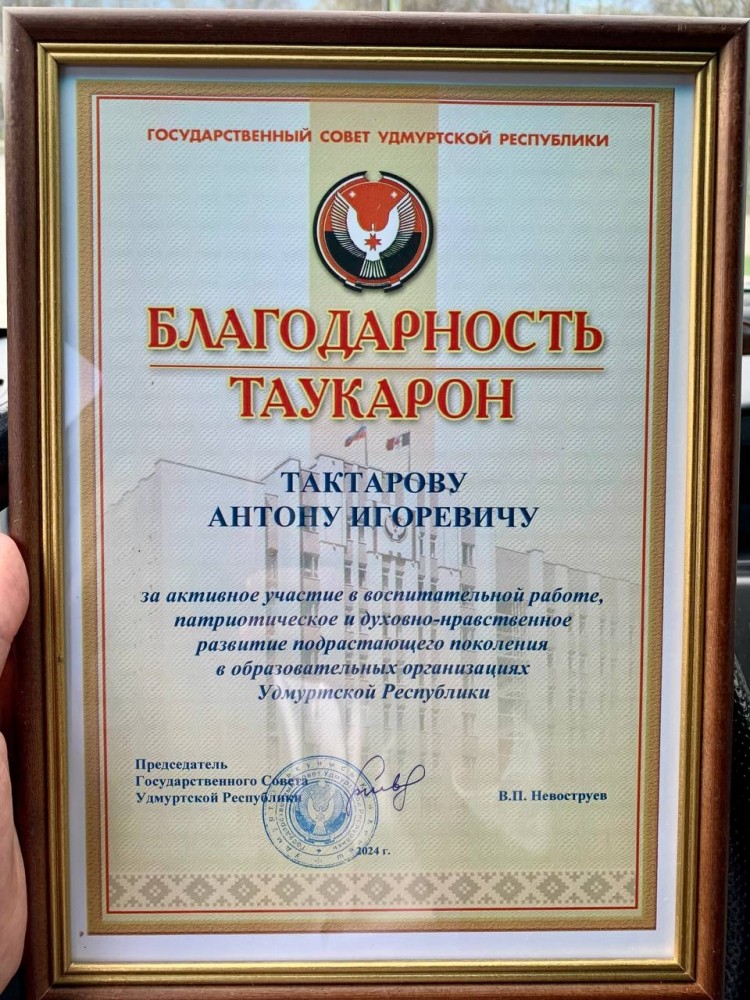 ГОСУДАРСТВЕННЫЙ СОВЕТ УДМУРТСКОЙ РЕСПУБЛИКИ
БЛАГОДАРНОСТЬ
ТАУКАРОН
ТАКТАРОВУ
АНТОНУ ИГОРЕВИЧУ
за активное участие в воспитательной работе,
патриотическое и духовно-нравственное
развитие подрастающего поколения
в образовательных организациях
Удмуртской Республики
Председатель
Государственного Совета
Удмуртской Республики
В.П. Невоструев
2024 г.